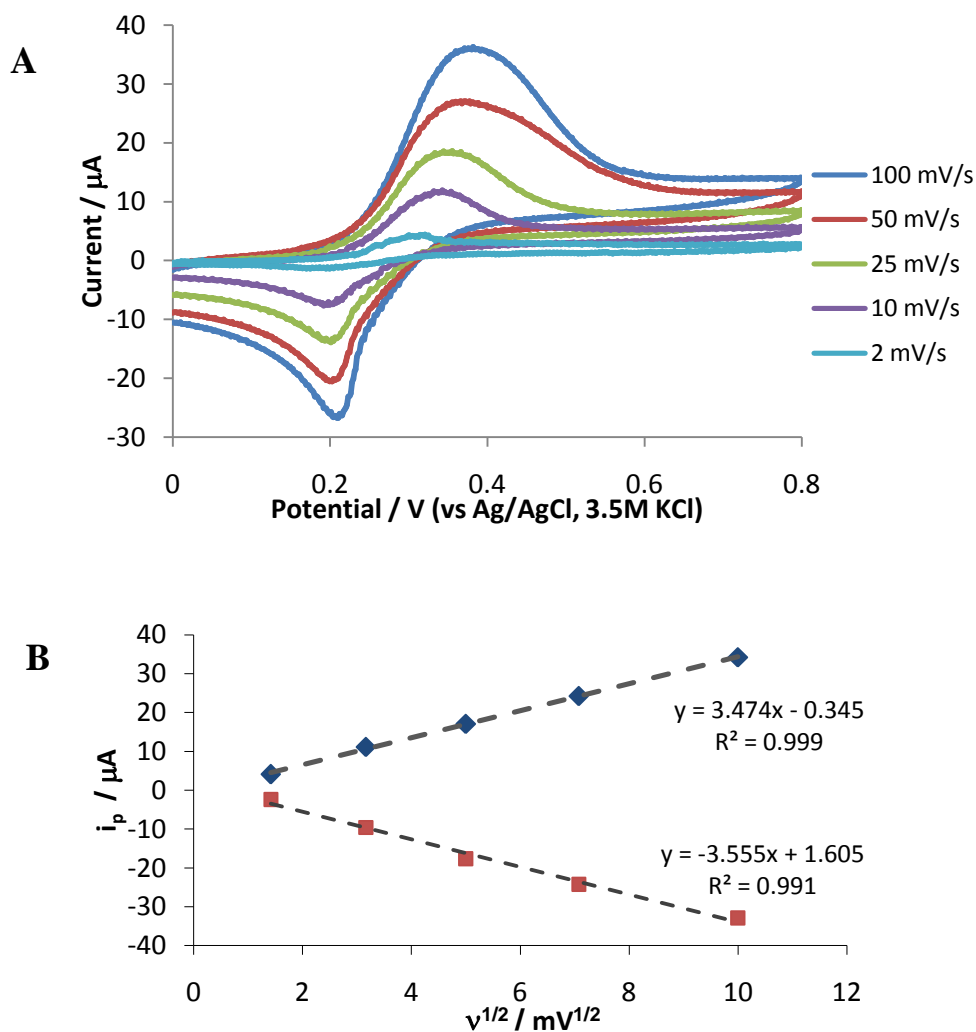 A
40
30
20
10
0
-10
-20
-30
Current / μA
0
0.2
0.4
0.6
0.8
Potential / V (vs Ag/AgCl, 3.5M KCl)
100 mV/s
50 mV/s
25 mV/s
10 mV/s
2 mV/s
B
40
30
20
10
0
-10
-20
-30
-40
iₚ / μA
y = 3.474x - 0.345
R² = 0.999
y = -3.555x + 1.605
R² = 0.991
0
2
4
6
8
10
12
ν^1/2 / mV^1/2